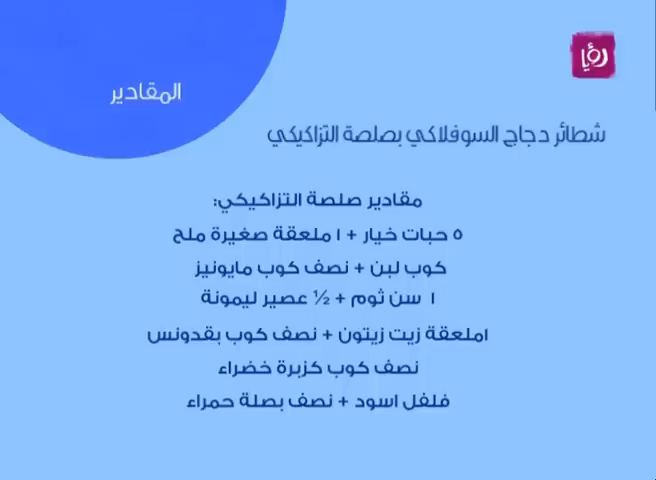 رؤيا
المقادير
شطائر دجاج السوفلاكي بصلصة التزاكيكي
مقادير صلصة التزاكيكي:
٥ حبات خيار + ١ ملعقة صغيرة ملح
كوب لبن + نصف كوب مايونيز
١ سن ثوم + ½ عصير ليمونة
١ملعقة زيت زيتون + نصف كوب بقدونس
نصف كوب كزبرة خضراء
فلفل اسود + نصف بصلة حمراء